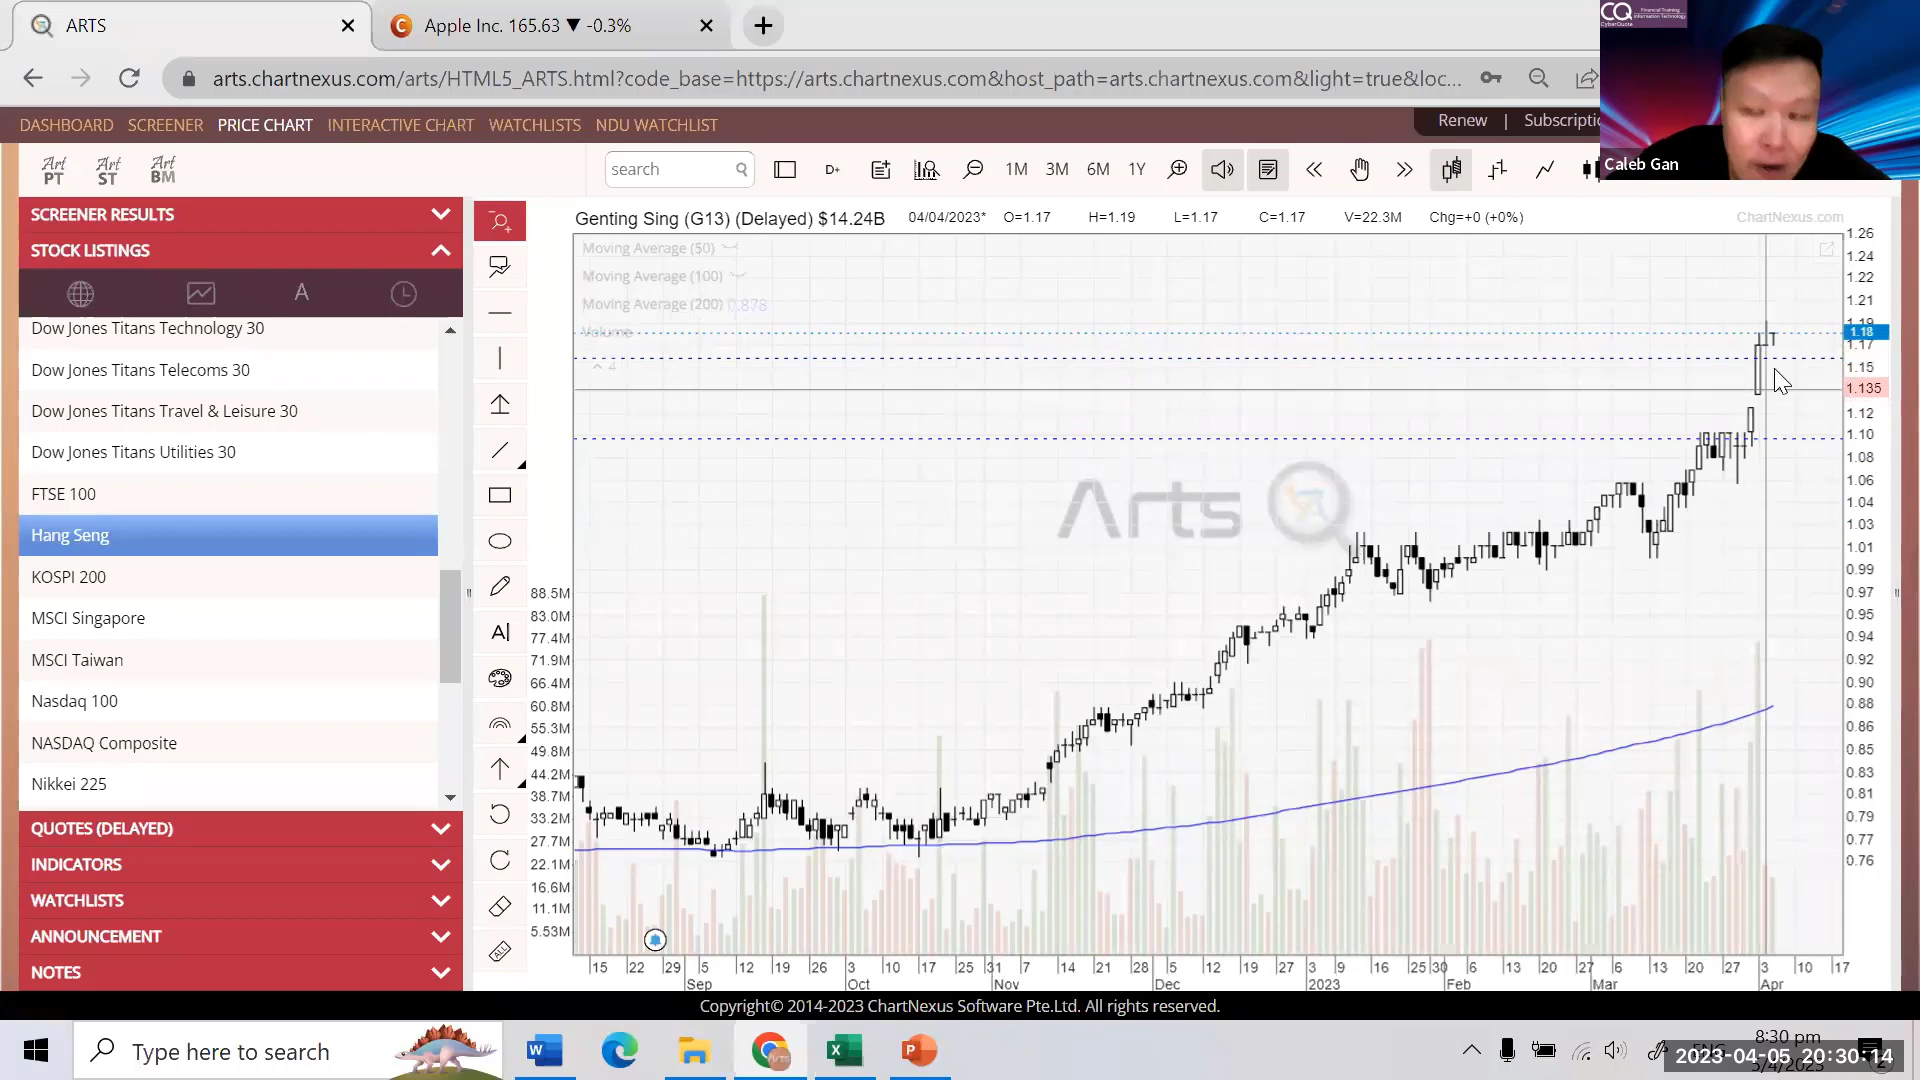 ARTS
Apple Inc. 165.63 ▼ -0.3%
arts.chartnexus.com/arts/HTML5_ARTS.html?code_base=https://arts.chartnexus.com&host_path=arts.chartnexus.com&light=true&loc...
CQ Financial Training Information Technology
CyberQuote
Caleb Gan
DASHBOARD SCREENER PRICE CHART INTERACTIVE CHART WATCHLISTS NDU WATCHLIST
Renew | Subscriptio
Art PT Art ST Art BM
search D+ 1M 3M 6M 1Y
SCREENER RESULTS
STOCK LISTINGS
A
Dow Jones Titans Technology 30
Dow Jones Titans Telecoms 30
Dow Jones Titans Travel & Leisure 30
Dow Jones Titans Utilities 30
FTSE 100
Hang Seng
KOSPI 200
MSCI Singapore
MSCI Taiwan
Nasdaq 100
NASDAQ Composite
Nikkei 225
QUOTES (DELAYED)
INDICATORS
WATCHLISTS
ANNOUNCEMENT
NOTES
A|
ALL
Genting Sing (G13) (Delayed) $14.24B 04/04/2023* O=1.17 H=1.19 L=1.17 C=1.17 V=22.3M Chg=+0 (+0%)
ChartNexus.com
Moving Average (50)
Moving Average (100)
Moving Average (200) 0.878
Volume
4
Arts
1.26
1.24
1.22
1.21
1.19
1.18
1.17
1.15
1.135
1.12
1.10
1.08
1.06
1.04
1.03
1.01
0.99
0.97
0.95
0.94
0.92
0.90
0.88
0.86
0.85
0.83
0.81
0.79
0.77
0.76
88.5M
83.0M
77.4M
71.9M
66.4M
60.8M
55.3M
49.8M
44.2M
38.7M
33.2M
27.7M
22.1M
16.6M
11.1M
5.53M
15 22 29 5 12 19 26 3 10 17 25 31 7 14 21 28 5 12 19 27 3 9 16 25 30 6 13 20 27 6 13 20 27 3 10 17
Sep Oct Nov Dec 2023 Feb Mar Apr
Copyright© 2014-2023 ChartNexus Software Pte.Ltd. All rights reserved.
Type here to search
8:30 pm
2023-04-05 20:30:14